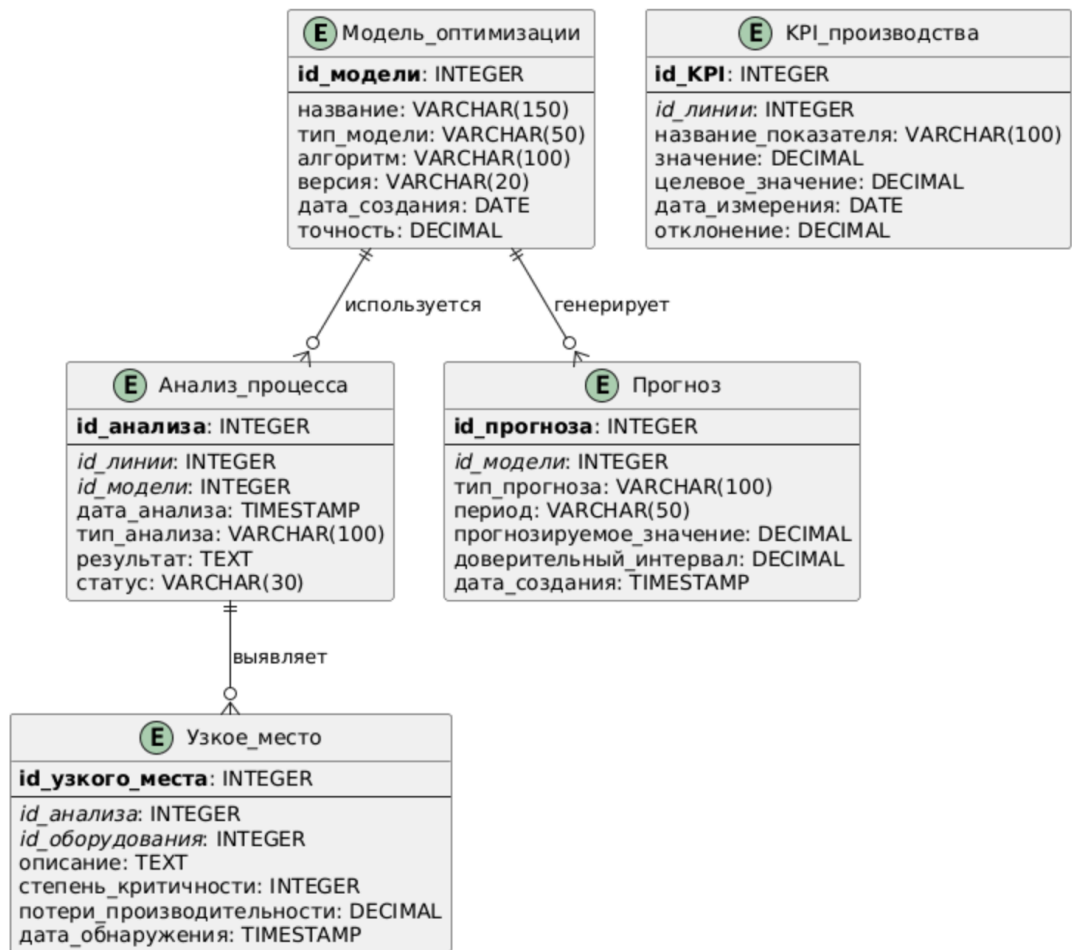 E Модель_оптимизации
id_модели: INTEGER
название: VARCHAR(150)
тип_модели: VARCHAR(50)
алгоритм: VARCHAR(100)
версия: VARCHAR(20)
дата_создания: DATE
точность: DECIMAL
E KPI_производства
id_KPI: INTEGER
id_линии: INTEGER
название_показателя: VARCHAR(100)
значение: DECIMAL
целевое_значение: DECIMAL
дата_измерения: DATE
отклонение: DECIMAL
используется
генерирует
E Анализ_процесса
id_анализа: INTEGER
id_линии: INTEGER
id_модели: INTEGER
дата_анализа: TIMESTAMP
тип_анализа: VARCHAR(100)
результат: TEXT
статус: VARCHAR(30)
E Прогноз
id_прогноза: INTEGER
id_модели: INTEGER
тип_прогноза: VARCHAR(100)
период: VARCHAR(50)
прогнозируемое_значение: DECIMAL
доверительный_интервал: DECIMAL
дата_создания: TIMESTAMP
выявляет
E Узкое_место
id_узкого_места: INTEGER
id_анализа: INTEGER
id_оборудования: INTEGER
описание: TEXT
степень_критичности: INTEGER
потери_производительности: DECIMAL
дата_обнаружения: TIMESTAMP